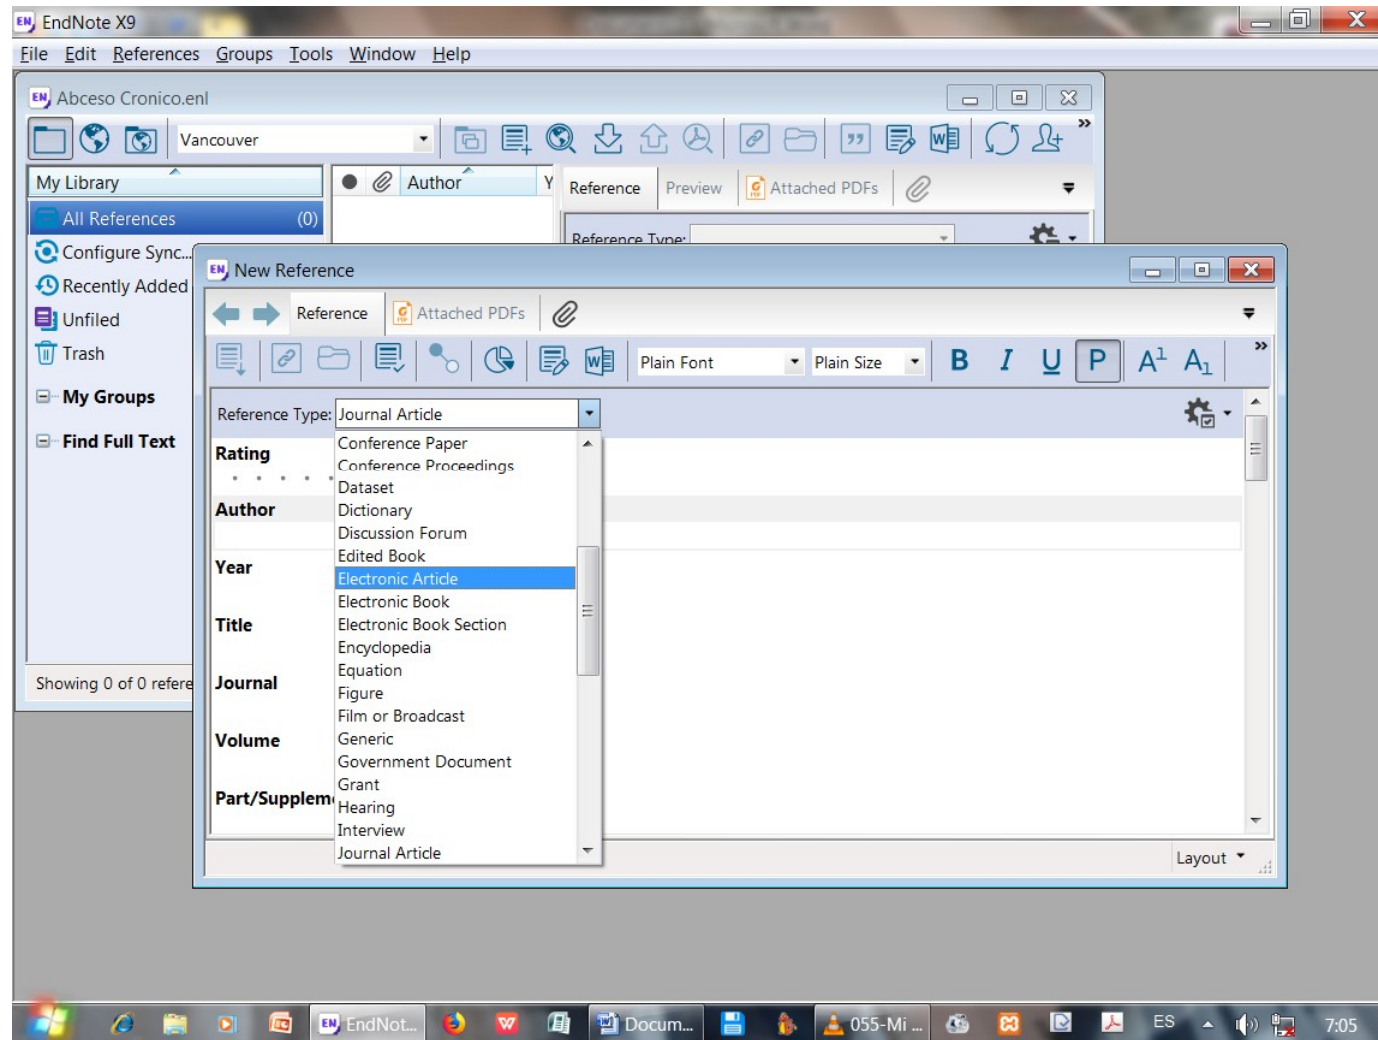 EndNote X9
File Edit References Groups Tools Window Help
Abceso Cronico.enl
Vancouver
My Library
Author
Y
Reference Preview Attached PDFs
All References (0)
Reference Type:
Configure Sync...
Recently Added
Unfiled
Trash
My Groups
Find Full Text
Showing 0 of 0 refere
New Reference
Reference Attached PDFs
Plain Font Plain Size B I U P A1 A1
Reference Type: Journal Article
Rating
Author
Year
Title
Journal
Volume
Part/Suppleme
Conference Paper
Conference Proceedings
Dataset
Dictionary
Discussion Forum
Edited Book
Electronic Article
Electronic Book
Electronic Book Section
Encyclopedia
Equation
Figure
Film or Broadcast
Generic
Government Document
Grant
Hearing
Interview
Journal Article
Layout
EndNot... Docum... 055-Mi ... ES 7:05